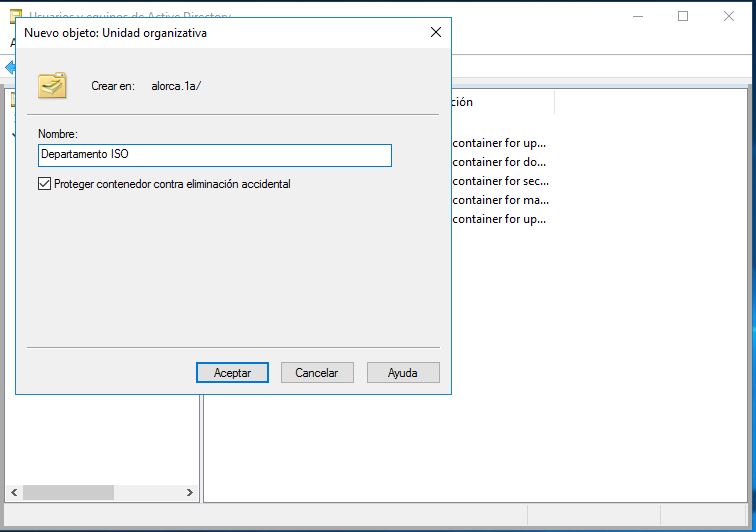 Usuarios y equipos de Active Directory
Nuevo objeto: Unidad organizativa
Crear en: alorca.1a/
Nombre:
Departamento ISO
Proteger contenedor contra eliminación accidental
Aceptar Cancelar Ayuda
ción
container for up...
container for do...
container for sec...
container for ma...
container for up...